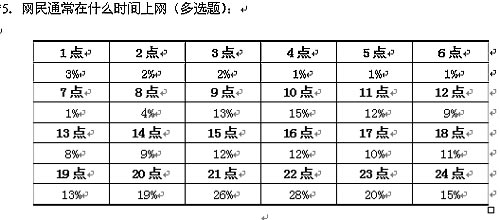 5. 网民通常在什么时间上网（多选题）：
1点 2点 3点 4点 5点 6点
3% 2% 2% 1% 1% 1%
7点 8点 9点 10点 11点 12点
1% 4% 13% 15% 12% 9%
13点 14点 15点 16点 17点 18点
8% 9% 12% 12% 10% 11%
19点 20点 21点 22点 23点 24点
13% 19% 26% 28% 20% 15%